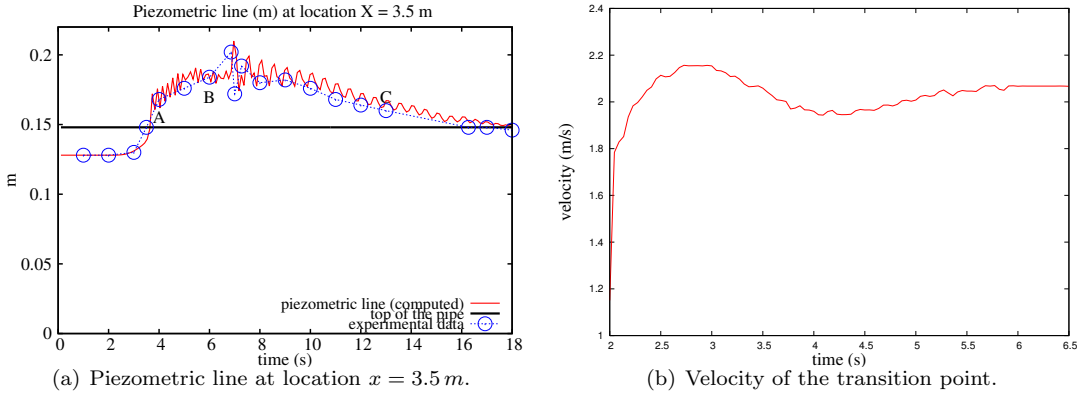 Piezometric line (m) at location X = 3.5 m
0.2
0.15
0.1
0.05
0
m
A
B
C
piezometric line (computed)
top of the pipe
experimental data
0 2 4 6 8 10 12 14 16 18
time (s)
(a) Piezometric line at location x = 3.5 m.
2.4
2.2
2
1.8
1.6
1.4
1.2
1
velocity (m/s)
2 2.5 3 3.5 4 4.5 5 5.5 6 6.5
time (s)
(b) Velocity of the transition point.